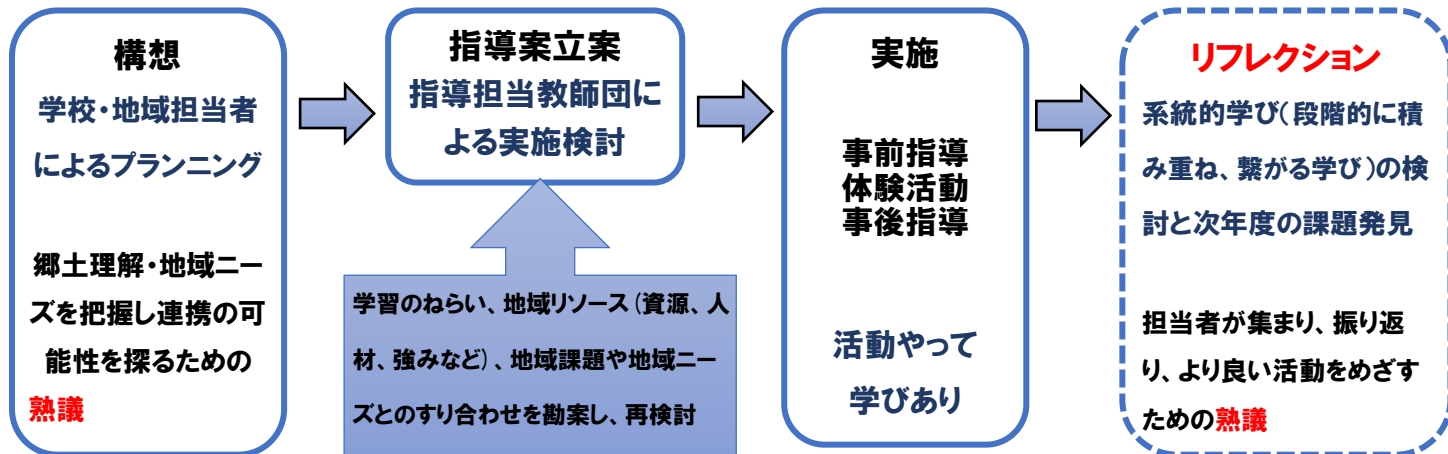 構想
学校・地域担当者
によるプランニング
郷土理解・地域ニー
ズを把握し連携の可
能性を探るための
熟議
指導案立案
指導担当教師団に
よる実施検討
学習のねらい、地域リソース（資源、人
材、強みなど）、地域課題や地域ニー
ズとのすり合わせを勘案し、再検討
実施
事前指導
体験活動
事後指導
活動やって
学びあり
リフレクション
系統的学び（段階的に積
み重ね、繋がる学び）の検
討と次年度の課題発見
担当者が集まり、振り返
り、より良い活動をめざす
ための熟議